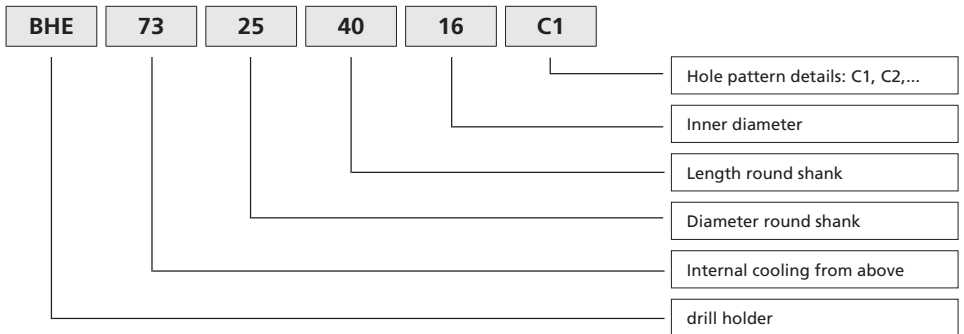 BHE 73 25 40 16 C1
Hole pattern details: C1, C2,...
Inner diameter
Length round shank
Diameter round shank
Internal cooling from above
drill holder